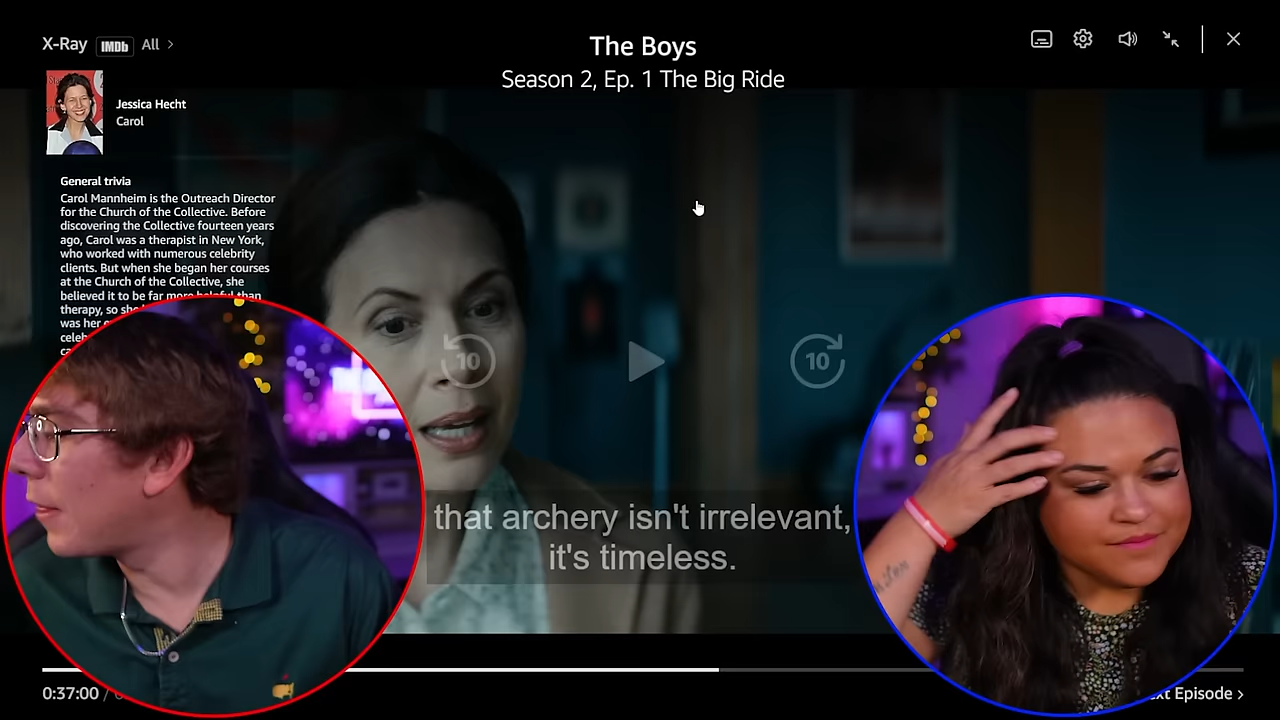 X-Ray IMDb All >
The Boys
Season 2, Ep. 1 The Big Ride
Jessica Hecht
Carol
General trivia
Carol Mannheim is the Outreach Director
for the Church of the Collective. Before
discovering the Collective fourteen years
ago, Carol was a therapist in New York,
who worked with numerous celebrity
clients. But when she began her courses
at the Church of the Collective, she
believed it to be far more helpful than
therapy, so she
was her
10
10
that archery isn't irrelevant,
it's timeless.
0:37:00 /
Episode >